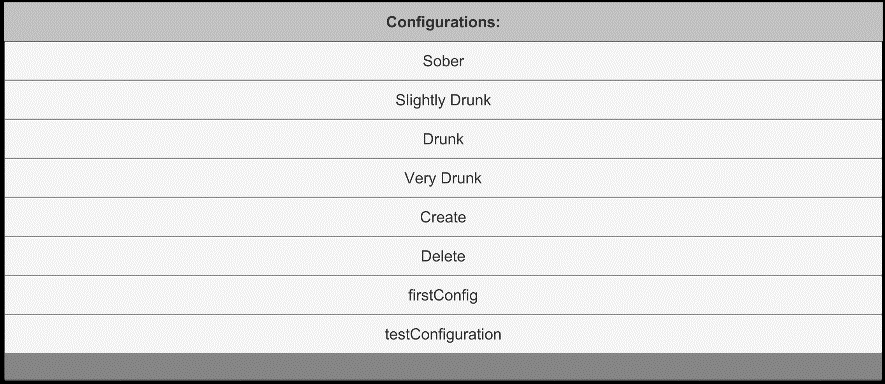 Configurations:
Sober
Slightly Drunk
Drunk
Very Drunk
Create
Delete
firstConfig
testConfiguration